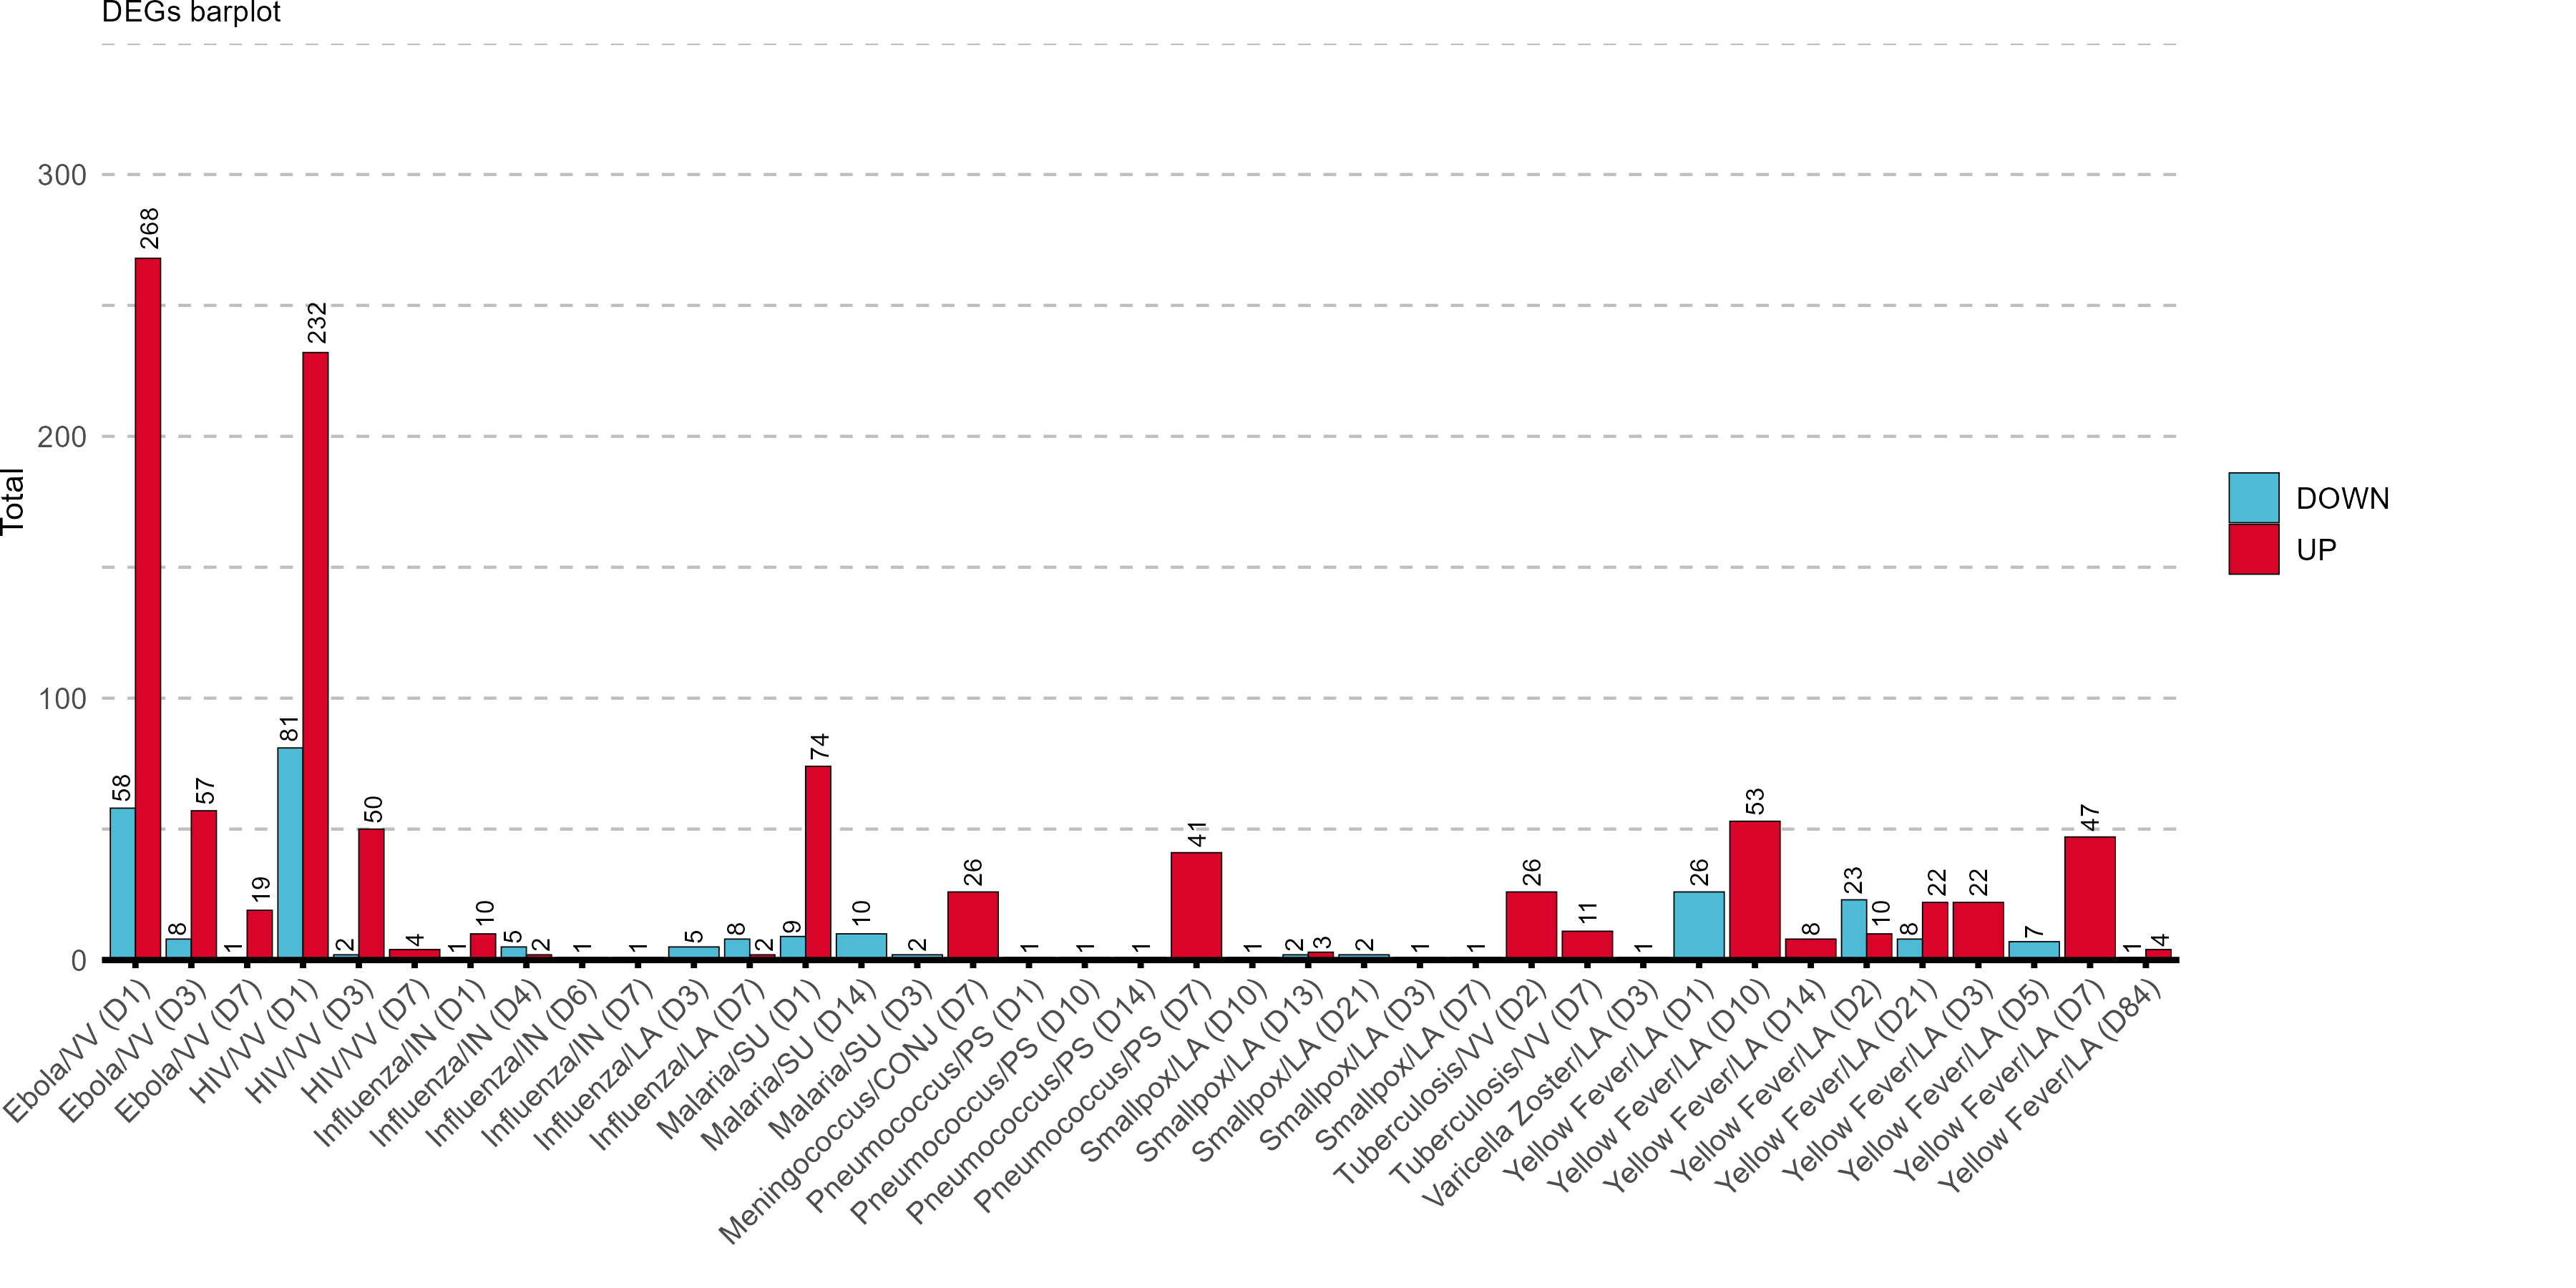 DEGs barplot
Total
300
200
100
0
58
268
8
57
1
19
81
232
2
50
4
1
10
5
2
1
1
5
8
2
9
74
10
2
26
1
1
1
41
1
2
3
2
1
1
26
11
1
26
53
8
23
10
8
22
22
7
47
1
4
Ebola/VV (D1)
Ebola/VV (D3)
Ebola/VV (D7)
HIV/VV (D1)
HIV/VV (D3)
HIV/VV (D7)
Influenza/IN (D1)
Influenza/IN (D4)
Influenza/IN (D6)
Influenza/IN (D7)
Influenza/LA (D3)
Influenza/LA (D7)
Malaria/SU (D1)
Malaria/SU (D14)
Malaria/SU (D3)
Meningococcus/CONJ (D7)
Pneumococcus/PS (D1)
Pneumococcus/PS (D10)
Pneumococcus/PS (D14)
Pneumococcus/PS (D7)
Smallpox/LA (D10)
Smallpox/LA (D13)
Smallpox/LA (D21)
Smallpox/LA (D3)
Smallpox/LA (D7)
Tuberculosis/VV (D2)
Tuberculosis/VV (D7)
Varicella Zoster/LA (D3)
Yellow Fever/LA (D1)
Yellow Fever/LA (D10)
Yellow Fever/LA (D14)
Yellow Fever/LA (D2)
Yellow Fever/LA (D21)
Yellow Fever/LA (D3)
Yellow Fever/LA (D5)
Yellow Fever/LA (D7)
Yellow Fever/LA (D84)
DOWN
UP